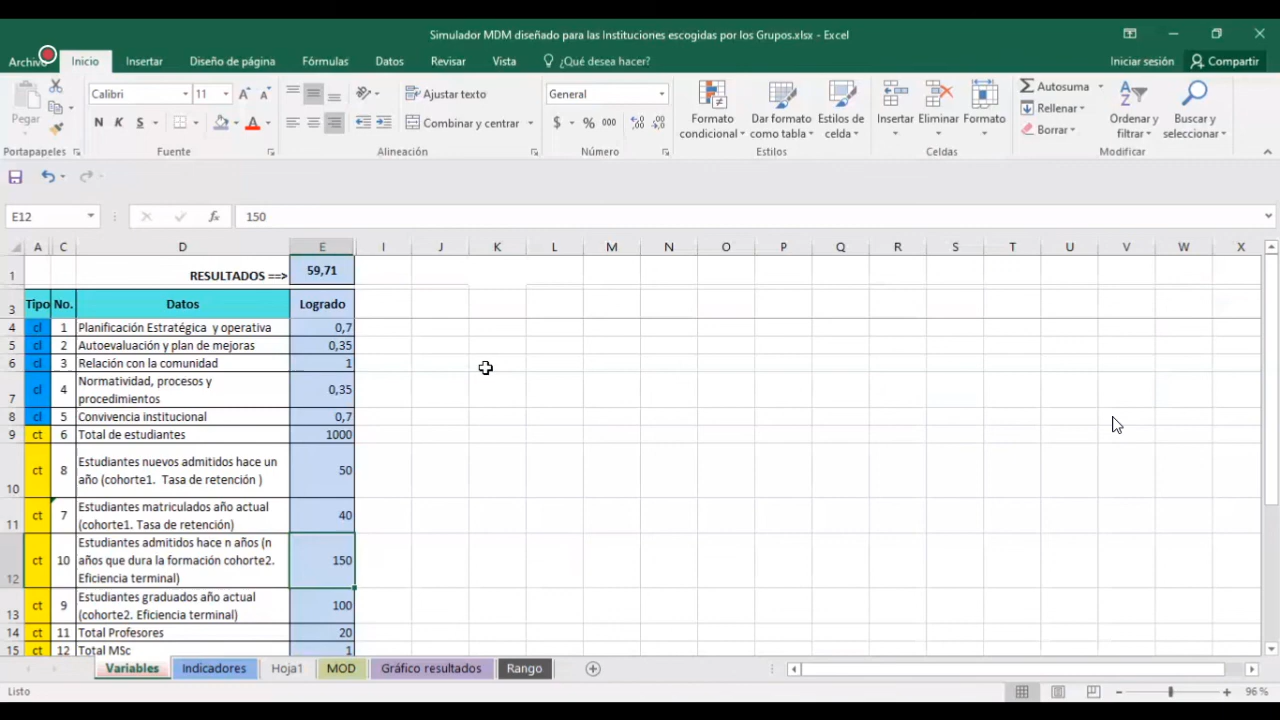 Simulador MDM diseñado para las Instituciones escogidas por los Grupos.xlsx - Excel
Archivo Inicio Insertar Diseño de página Fórmulas Datos Revisar Vista ¿Qué desea hacer? Iniciar sesión Compartir
Pegar
Calibri 11
N K S
Ajustar texto
Combinar y centrar
General
$ % 000
Formato condicional
Dar formato como tabla
Estilos de celda
Insertar Eliminar Formato
Autosuma
Rellenar
Borrar
Ordenar y filtrar
Buscar y seleccionar
Portapapeles Fuente Alineación Número Estilos Celdas Modificar
E12 fx 150
A C D E I J K L M N O P Q R S T U V W X
1 RESULTADOS ==> 59,71
3 Tipo No. Datos Logrado
4 cl 1 Planificación Estratégica y operativa 0,7
5 cl 2 Autoevaluación y plan de mejoras 0,35
6 cl 3 Relación con la comunidad 1
Normatividad, procesos y
7 cl 4 procedimientos 0,35
8 cl 5 Convivencia institucional 0,7
9 ct 6 Total de estudiantes 1000
Estudiantes nuevos admitidos hace un
10 ct 8 año (cohorte1. Tasa de retención ) 50
Estudiantes matriculados año actual
11 ct 7 (cohorte1. Tasa de retención) 40
Estudiantes admitidos hace n años (n
ct 10 años que dura la formación cohorte2. 150
12 Eficiencia terminal)
Estudiantes graduados año actual
13 ct 9 (cohorte2. Eficiencia terminal) 100
14 ct 11 Total Profesores 20
15 ct 12 Total MSc 1
Variables Indicadores Hoja1 MOD Gráfico resultados Rango
Listo 96 %